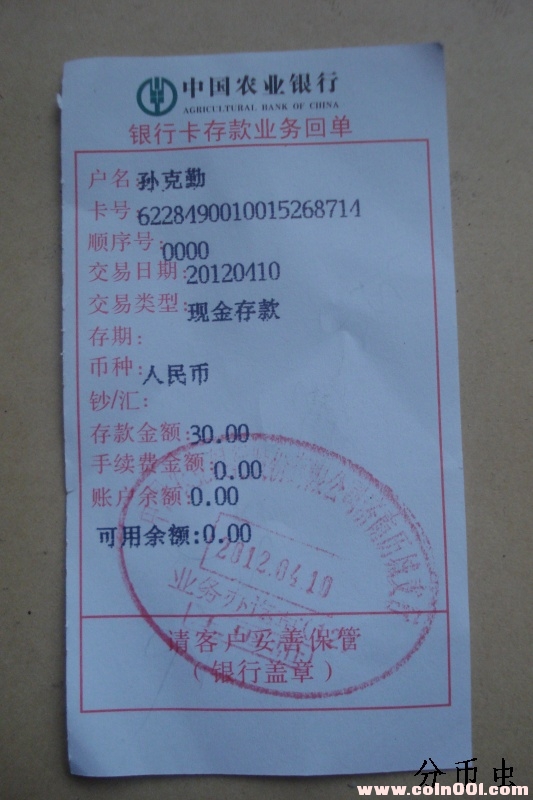 中国农业银行
AGRICULTURAL BANK OF CHINA
银行卡存款业务回单
户名:孙克勤
卡号:6228490010015268714
顺序号:0000
交易日期:20120410
交易类型:现金存款
存期:
币种:人民币
钞/汇:
存款金额:30.00
手续费金额:0.00
账户余额:0.00
可用余额:0.00
2012.04.10
请客户妥善保管
(银行盖章)
分币虫
www.coin001.com